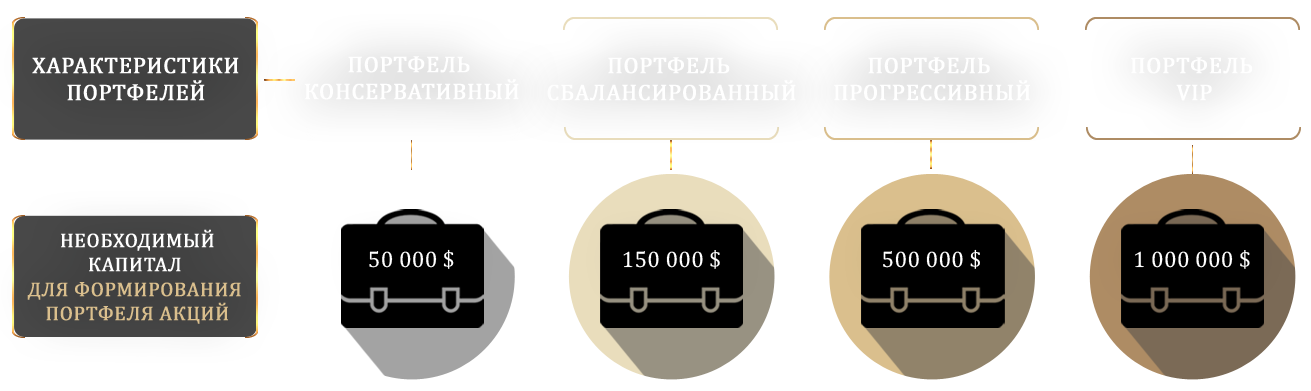 ХАРАКТЕРИСТИКИ
ПОРТФЕЛЕЙ
ПОРТФЕЛЬ
КОНСЕРВАТИВНЫЙ
ПОРТФЕЛЬ
СБАЛАНСИРОВАННЫЙ
ПОРТФЕЛЬ
ПРОГРЕССИВНЫЙ
ПОРТФЕЛЬ
VIP
НЕОБХОДИМЫЙ
КАПИТАЛ
ДЛЯ ФОРМИРОВАНИЯ
ПОРТФЕЛЯ АКЦИЙ
50 000 $
150 000 $
500 000 $
1 000 000 $